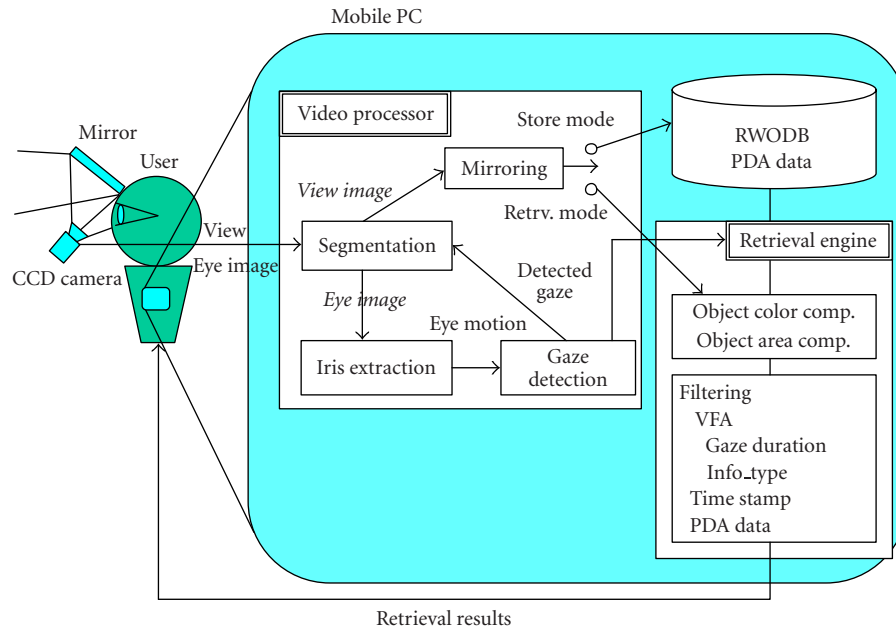 Mobile PC
Mirror
User
CCD camera
View
Eye image
Video processor
View image
Mirroring
Store mode
Retrv. mode
Segmentation
Eye image
Eye motion
Detected
gaze
Iris extraction
Gaze
detection
RWODB
PDA data
Retrieval engine
Object color comp.
Object area comp.
Filtering
VFA
Gaze duration
Info_type
Time stamp
PDA data
Retrieval results